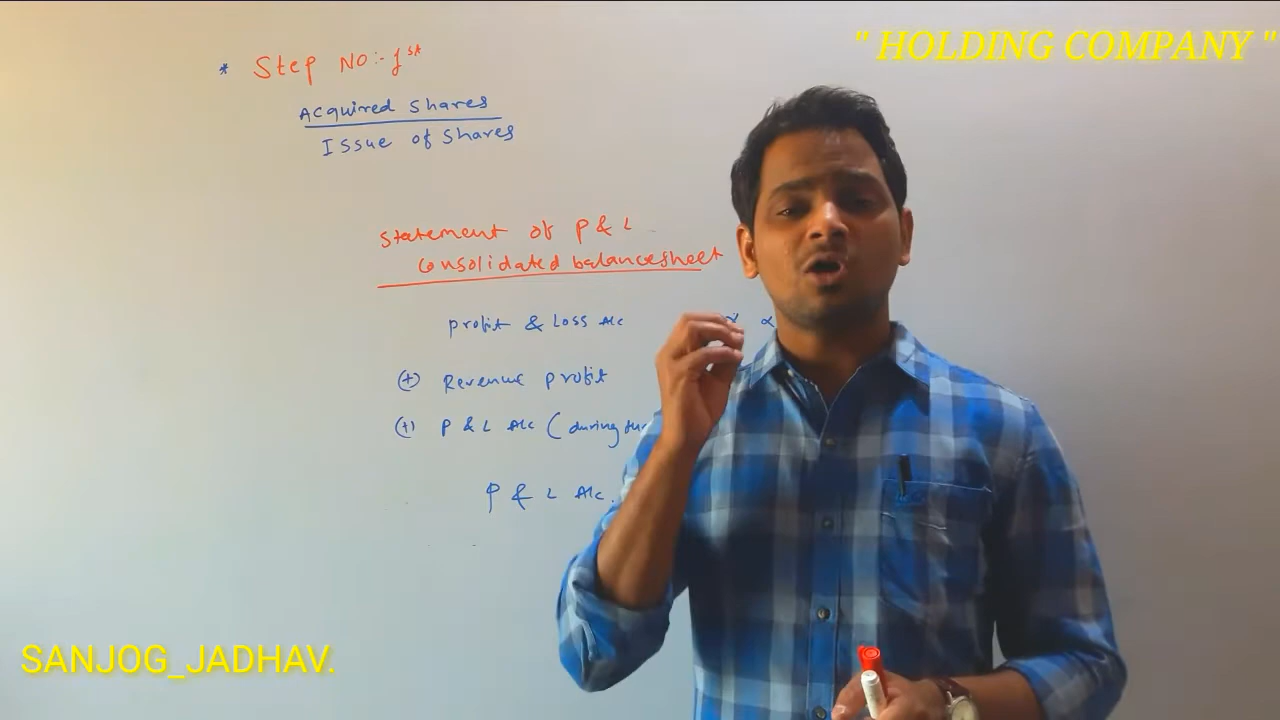 " HOLDING COMPANY "
* Step NO:- 1st
Acquired shares
Issue of shares
Statement of P & L
Consolidated balancesheet
profit & Loss A/c
(+) Revenue profit
(+) P & L A/c (during
P & L A/c.
SANJOG_JADHAV.